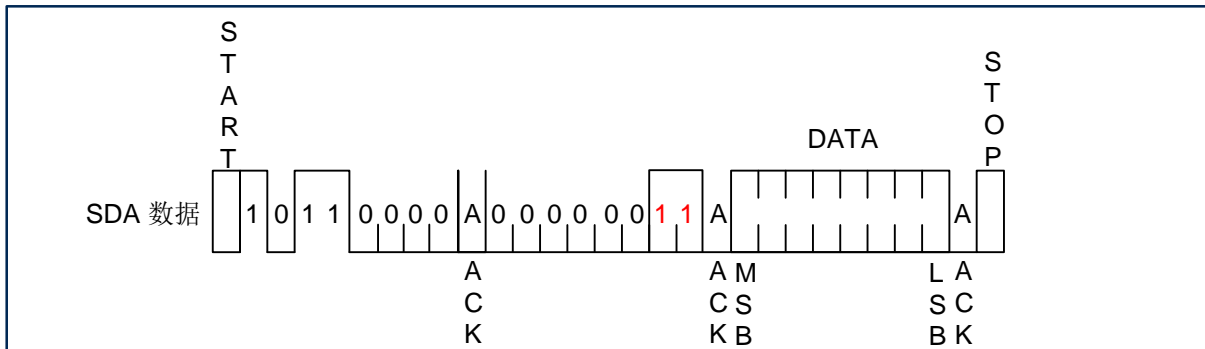 START
STOP
DATA
SDA 数据 1 0 1 1 0 0 0 0 A 0 0 0 0 0 0 1 1 A A
ACK
ACK
MSB
LSB
ACK